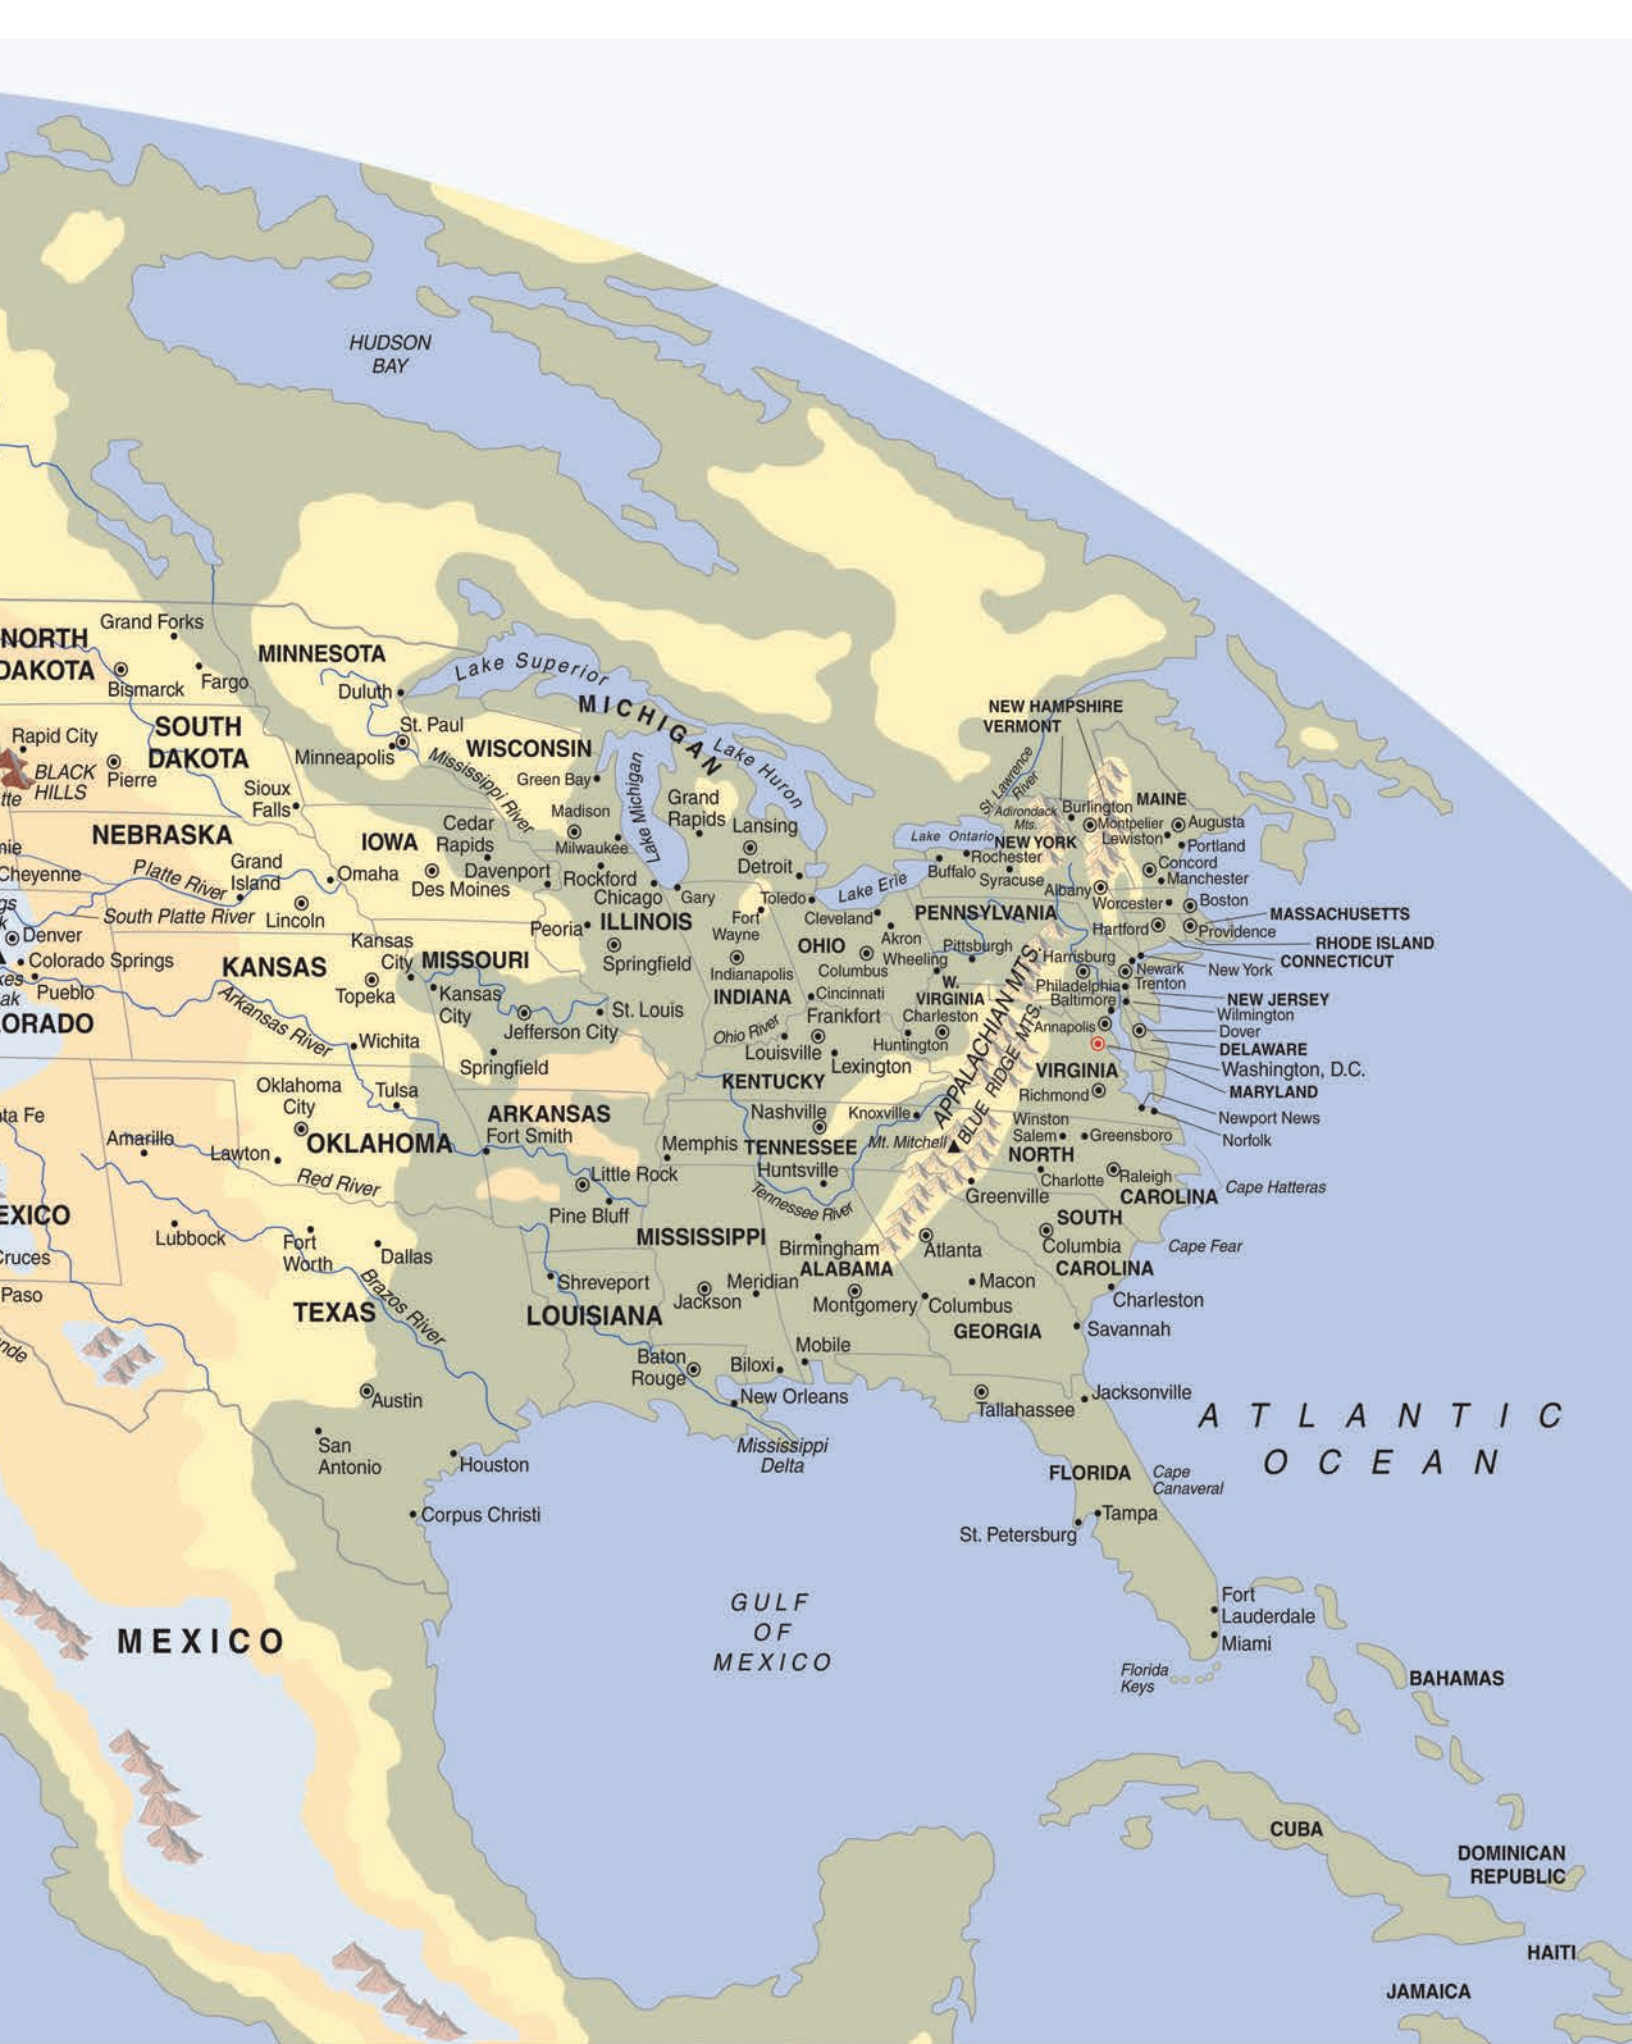 HUDSON
BAY
Grand Forks
NORTH
DAKOTA
Bismarck
Fargo
MINNESOTA
Duluth
Lake Superior
MICHIGAN
St. Paul
Minneapolis
WISCONSIN
Mississippi River
Green Bay
Lake Michigan
Lake Huron
NEW HAMPSHIRE
VERMONT
St. Lawrence
River
Rapid City
SOUTH
DAKOTA
BLACK
HILLS
Pierre
Sioux
Falls
Madison
Milwaukee
Grand
Rapids
Lansing
Detroit
Adirondack
Mts.
Burlington
MAINE
Montpelier
Augusta
Lewiston
Portland
Lake Ontario
NEW YORK
Rochester
Buffalo
Syracuse
Albany
Concord
Manchester
Worcester
Boston
MASSACHUSETTS
Hartford
Providence
RHODE ISLAND
CONNECTICUT
NEBRASKA
IOWA
Cedar
Rapids
Cheyenne
Platte River
Grand
Island
Omaha
Des Moines
Davenport
Rockford
Chicago
Gary
Toledo
Lake Erie
Cleveland
PENNSYLVANIA
South Platte River
Lincoln
Peoria
ILLINOIS
Fort
Wayne
OHIO
Akron
Pittsburgh
Harrisburg
Newark
New York
Denver
Colorado Springs
Pueblo
KANSAS
Kansas
City
MISSOURI
Springfield
Indianapolis
Columbus
Wheeling
Philadelphia
Trenton
NEW JERSEY
Topeka
Kansas
City
INDIANA
Cincinnati
W.
VIRGINIA
Baltimore
Wilmington
Arkansas River
Jefferson City
St. Louis
Ohio River
Frankfort
Charleston
Annapolis
Dover
DELAWARE
Wichita
Springfield
Louisville
Lexington
Huntington
APPALACHIAN MTS.
BLUE RIDGE MTS.
Washington, D.C.
MARYLAND
Oklahoma
City
Tulsa
KENTUCKY
VIRGINIA
Richmond
Newport News
Norfolk
ARKANSAS
Fort Smith
Nashville
Knoxville
Winston
Salem
Greensboro
Amarillo
Lawton
OKLAHOMA
Memphis
TENNESSEE
Mt. Mitchell
NORTH
CAROLINA
Red River
Little Rock
Huntsville
Charlotte
Raleigh
Cape Hatteras
Pine Bluff
Tennessee River
Greenville
Lubbock
Fort
Worth
Dallas
MISSISSIPPI
Birmingham
Atlanta
SOUTH
CAROLINA
Columbia
Cape Fear
ALABAMA
TEXAS
Brazos River
Shreveport
LOUISIANA
Jackson
Meridian
Montgomery
Macon
Columbus
Charleston
GEORGIA
Savannah
Baton
Rouge
Biloxi
Mobile
Austin
New Orleans
Tallahassee
Jacksonville
ATLANTIC
OCEAN
San
Antonio
Houston
Mississippi
Delta
FLORIDA
Cape
Canaveral
Corpus Christi
St. Petersburg
Tampa
GULF
OF
MEXICO
Fort
Lauderdale
Miami
MEXICO
Florida
Keys
BAHAMAS
CUBA
DOMINICAN
REPUBLIC
HAITI
JAMAICA